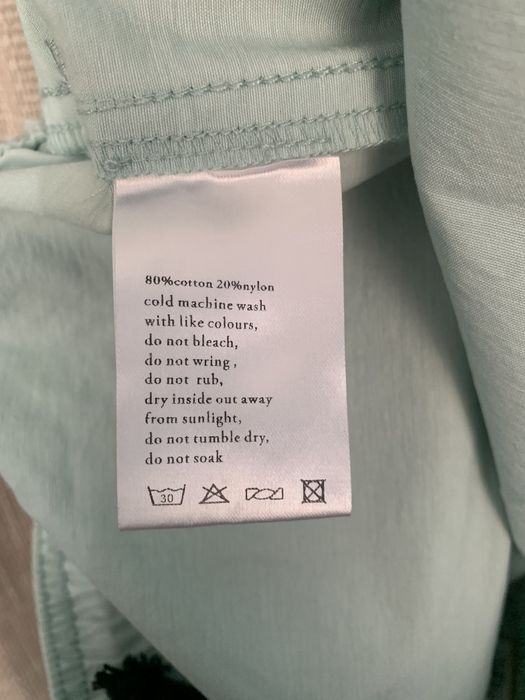 80%cotton 20%nylon
cold machine wash
with like colours,
do not bleach,
do not wring ,
do not rub,
dry inside out away
from sunlight,
do not tumble dry,
do not soak
30